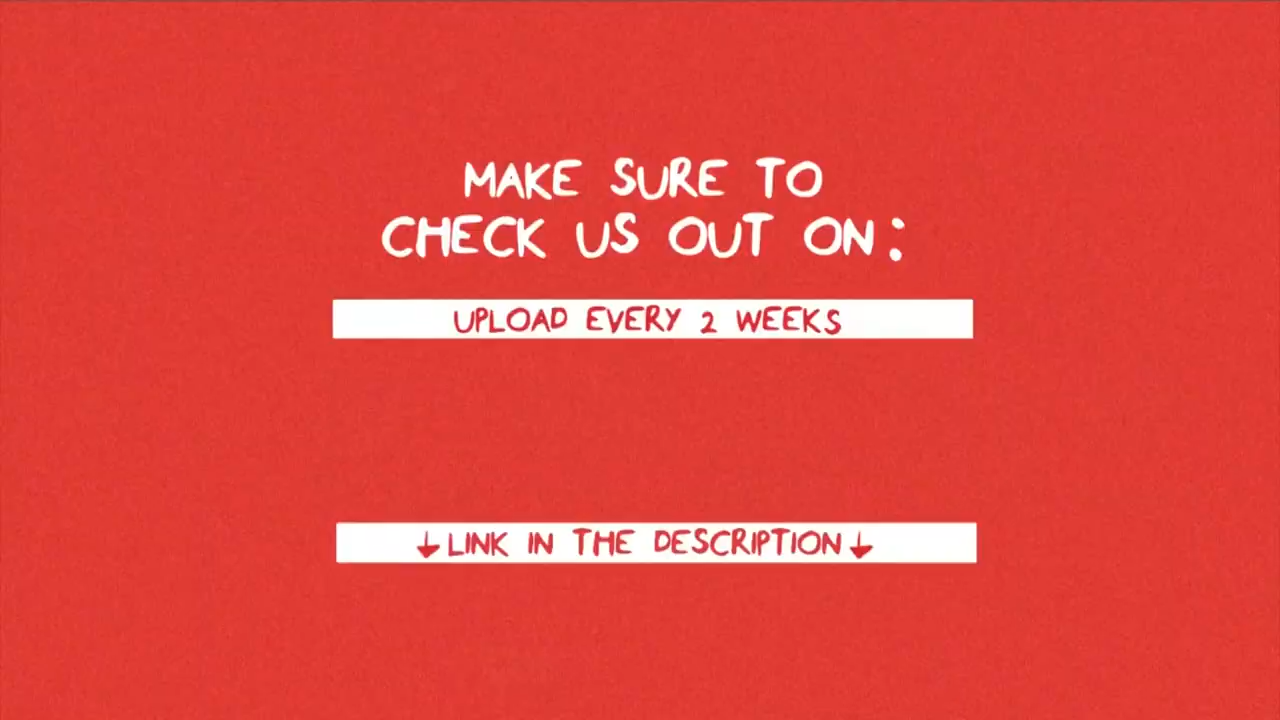 MAKE SURE TO
CHECK US OUT ON:
UPLOAD EVERY 2 WEEKS
↓LINK IN THE DESCRIPTION↓